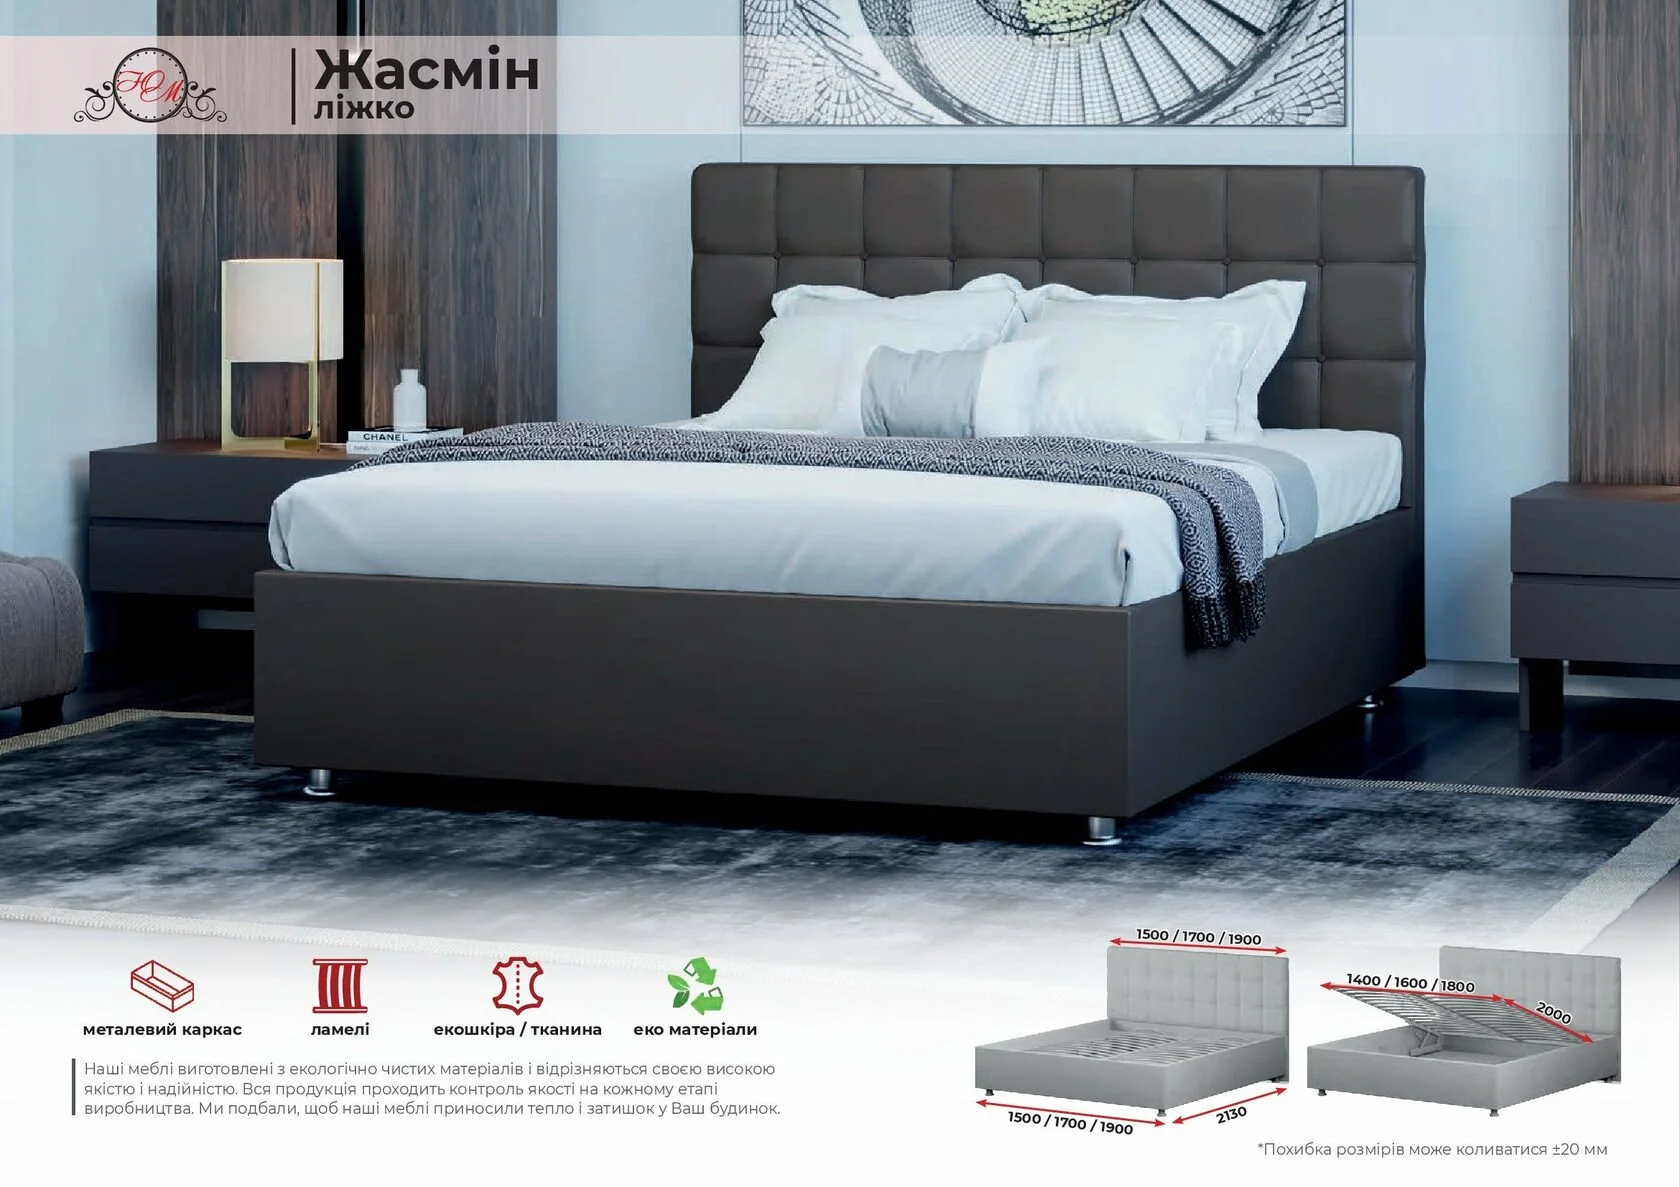 ЮМ
Жасмін
ліжко
CHANEL
металевий каркас
ламелі
екошкіра / тканина
еко матеріали
Наші меблі виготовлені з екологічно чистих матеріалів і відрізняються своєю високою
якістю і надійністю. Вся продукція проходить контроль якості на кожному етапі
виробництва. Ми подбали, щоб наші меблі приносили тепло і затишок у Ваш будинок.
1500 / 1700 / 1900
1500 / 1700 / 1900
2130
1400 / 1600 / 1800
2000
*Похибка розмірів може коливатися ±20 мм